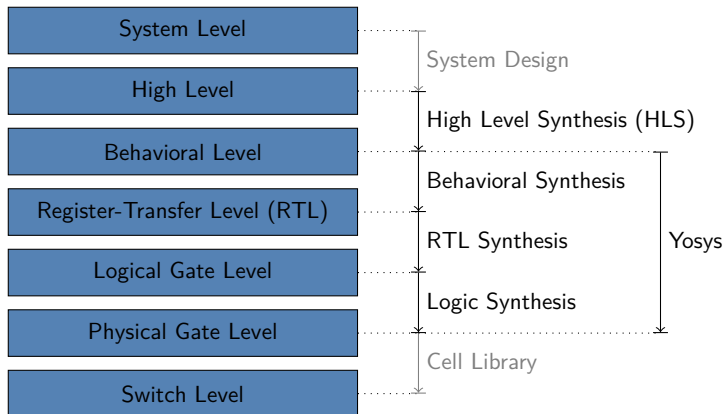 System Level
System Design
High Level
High Level Synthesis (HLS)
Behavioral Level
Behavioral Synthesis
Register-Transfer Level (RTL)
RTL Synthesis
Yosys
Logical Gate Level
Logic Synthesis
Physical Gate Level
Cell Library
Switch Level